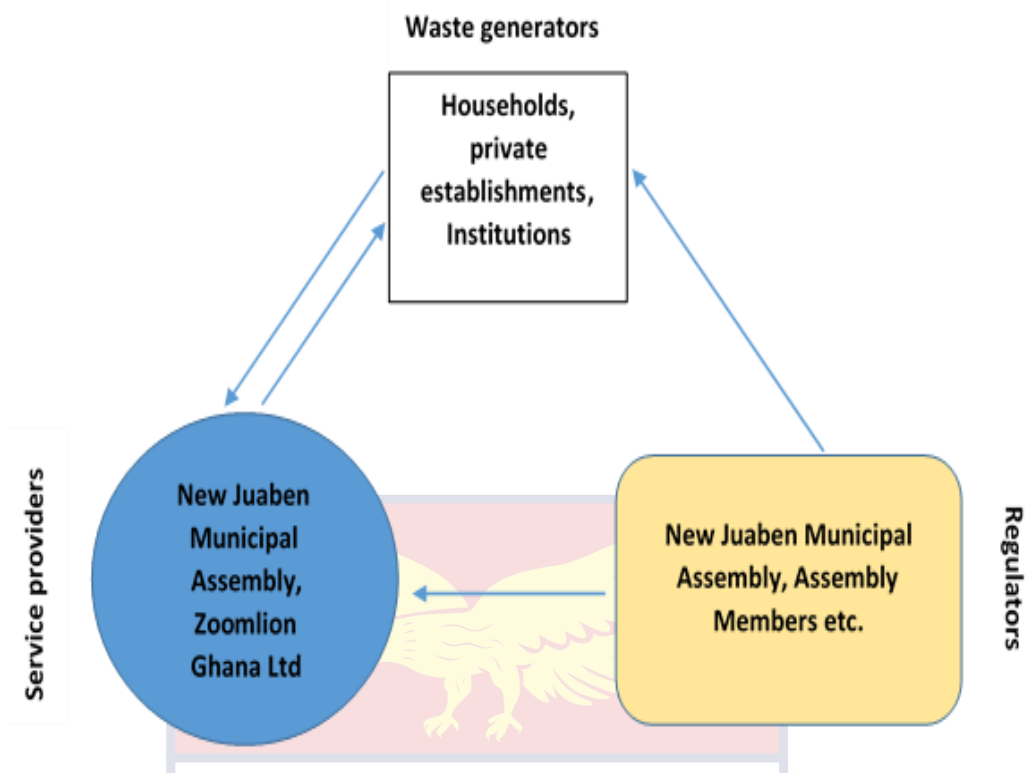 Waste generators
Households,
private
establishments,
Institutions
Service providers
New Juaben
Municipal
Assembly,
Zoomlion
Ghana Ltd
New Juaben Municipal
Assembly, Assembly
Members etc.
Regulators